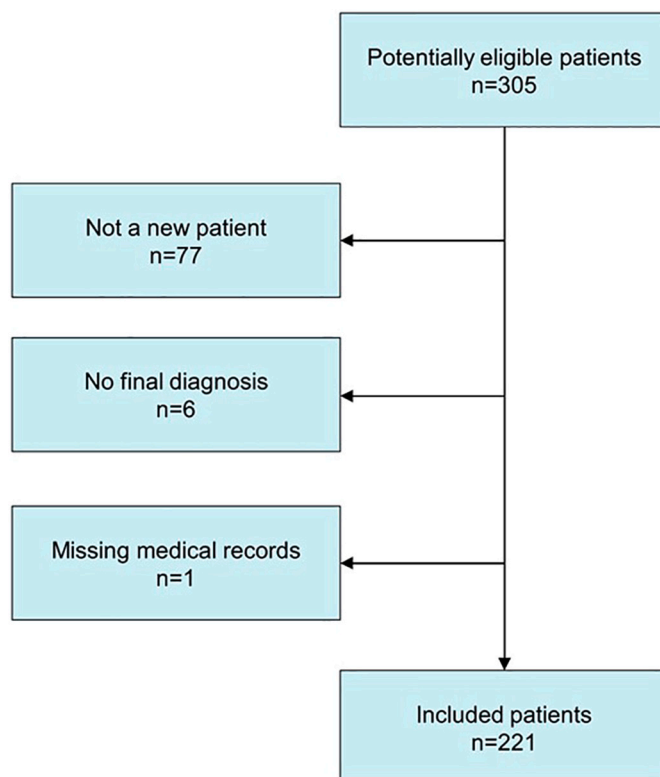 Potentially eligible patients
n=305
Not a new patient
n=77
No final diagnosis
n=6
Missing medical records
n=1
Included patients
n=221